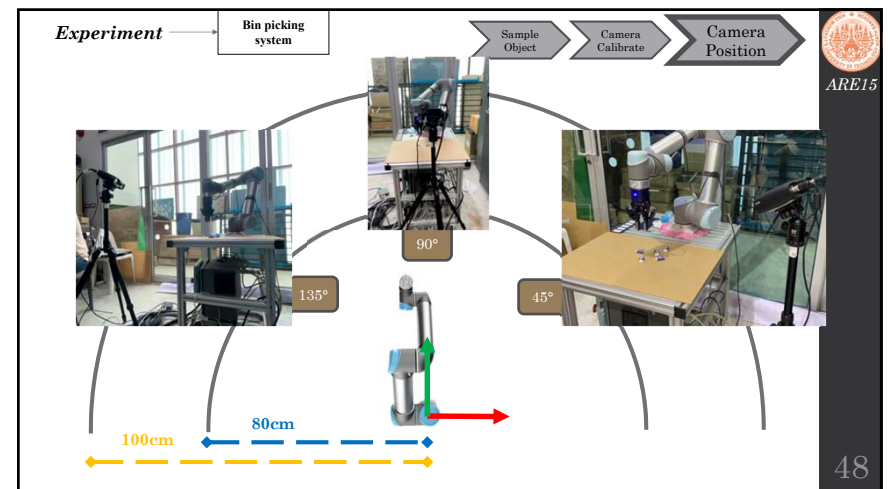 Experiment
Bin picking
system
Sample
Object
Camera
Calibrate
Camera
Position
ARE15
90°
135°
45°
80cm
100cm
48